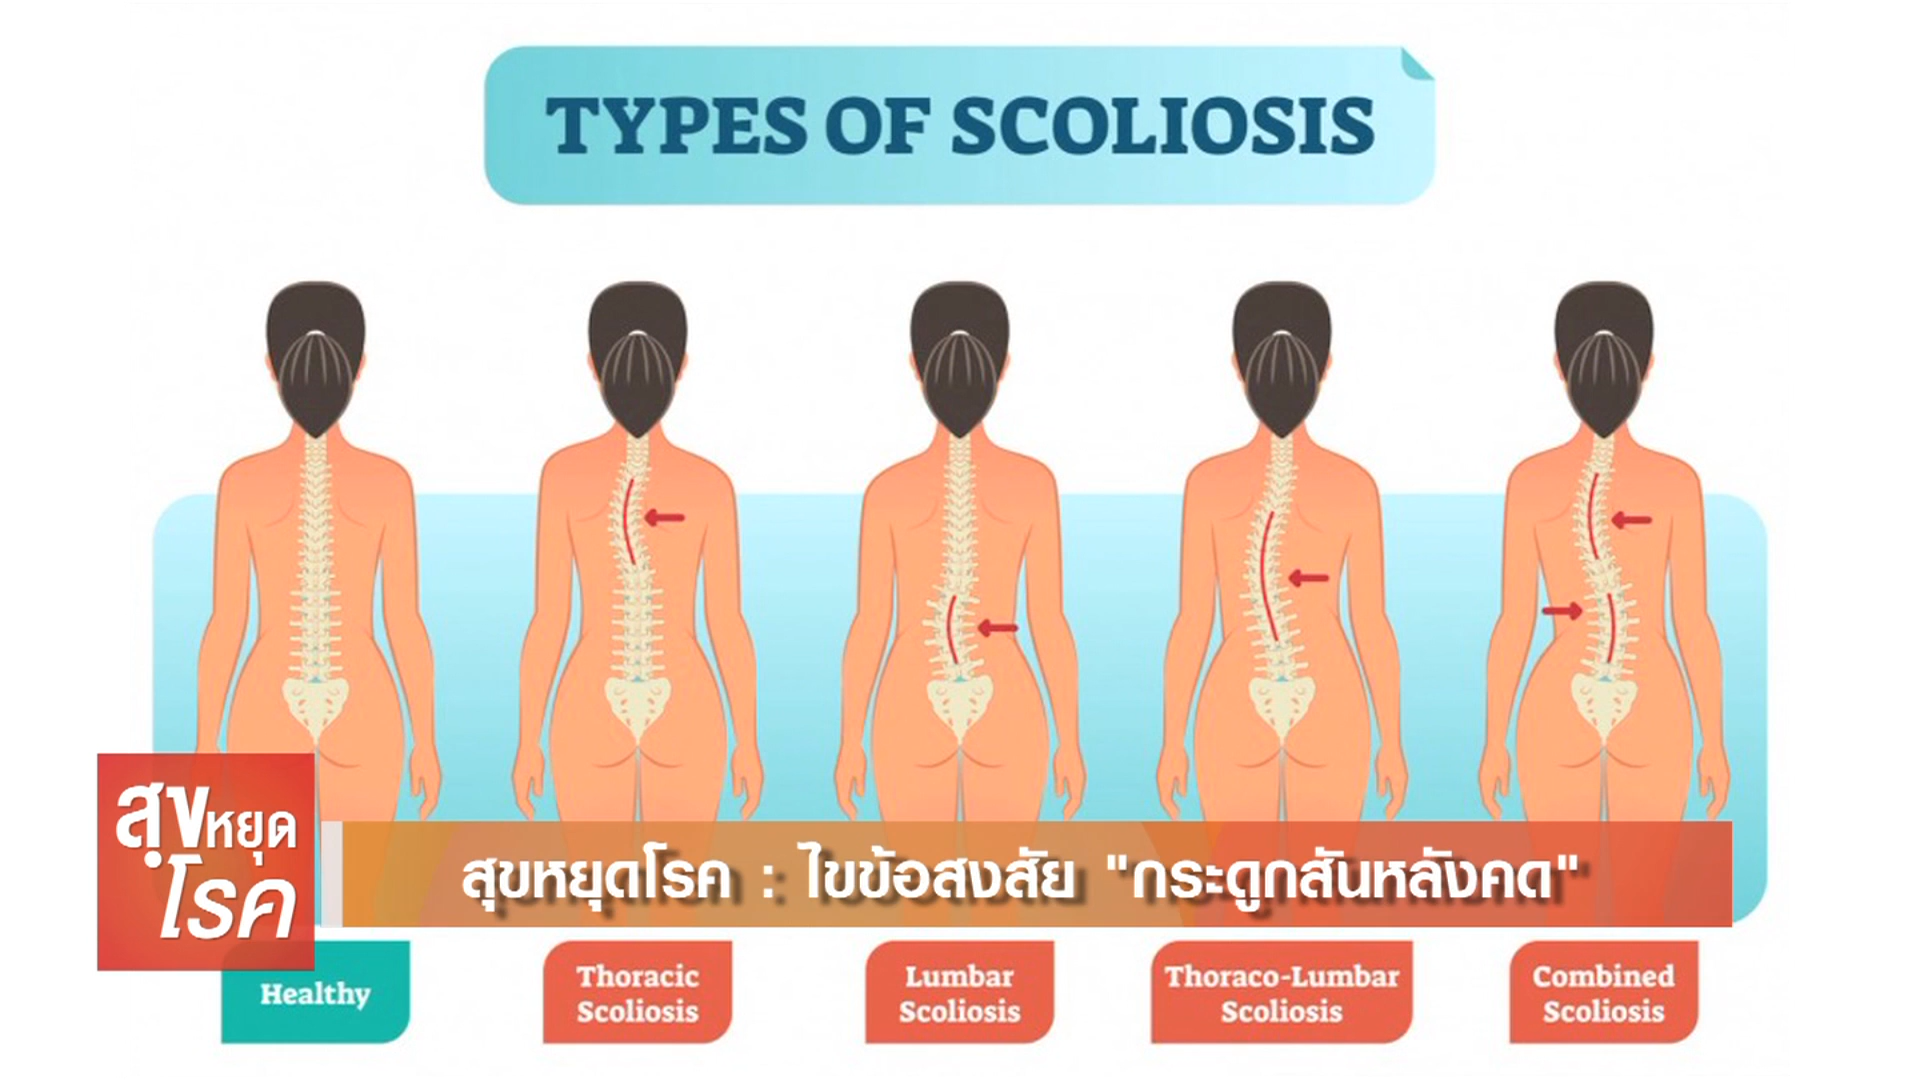 TYPES OF SCOLIOSIS
สุขหยุด
โรค
สุขหยุดโรค : ไขข้อสงสัย "กระดูกสันหลังคด"
Healthy
Thoracic
Scoliosis
Lumbar
Scoliosis
Thoraco-Lumbar
Scoliosis
Combined
Scoliosis